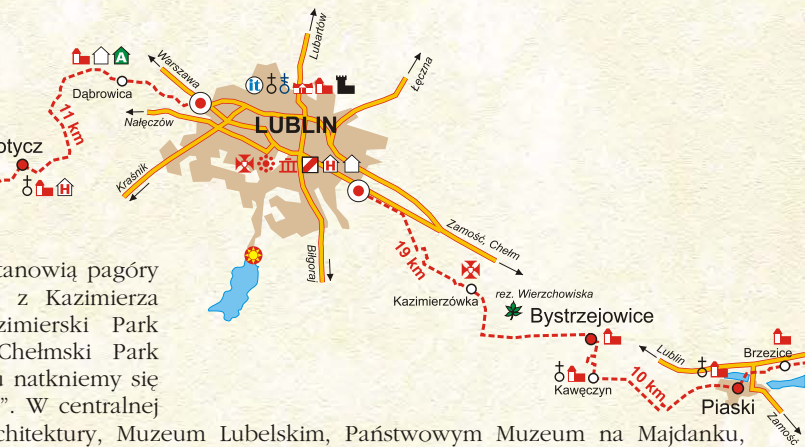 Lubartów
Łęczna
Warszawa
A
it
Dąbrowica
Nałęczów
LUBLIN
11 km
otycz
H
Kraśnik
H
Zamość, Chełm
Biłgoraj
19 km
tanowią pagóry
z Kazimierza
zimierski Park
Chełmski Park
u natkniemy się
”. W centralnej
chitektury, Muzeum Lubelskim, Państwowym Muzeum na Majdanku,
Kazimierzówka
rez. Wierzchowiska
Bystrzejowice
Lublin
Brzezice
Kawęczyn
10 km
Piaski
Zamość